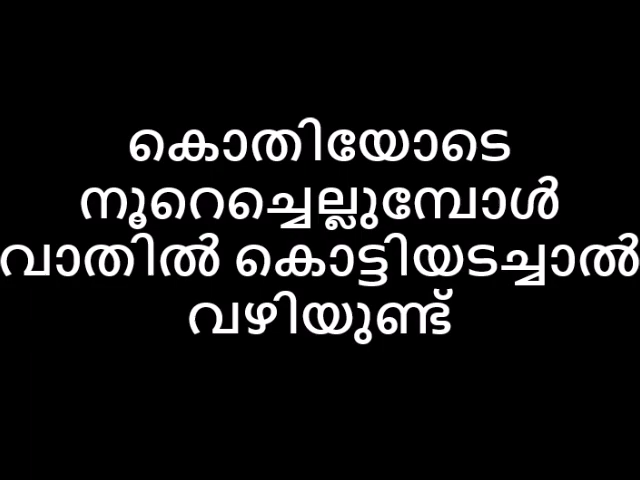 കൊതിയോടെ
നൂറെച്ചെല്ലുമ്പോൾ
വാതിൽ കൊട്ടിയടച്ചാൽ
വഴിയുണ്ട്